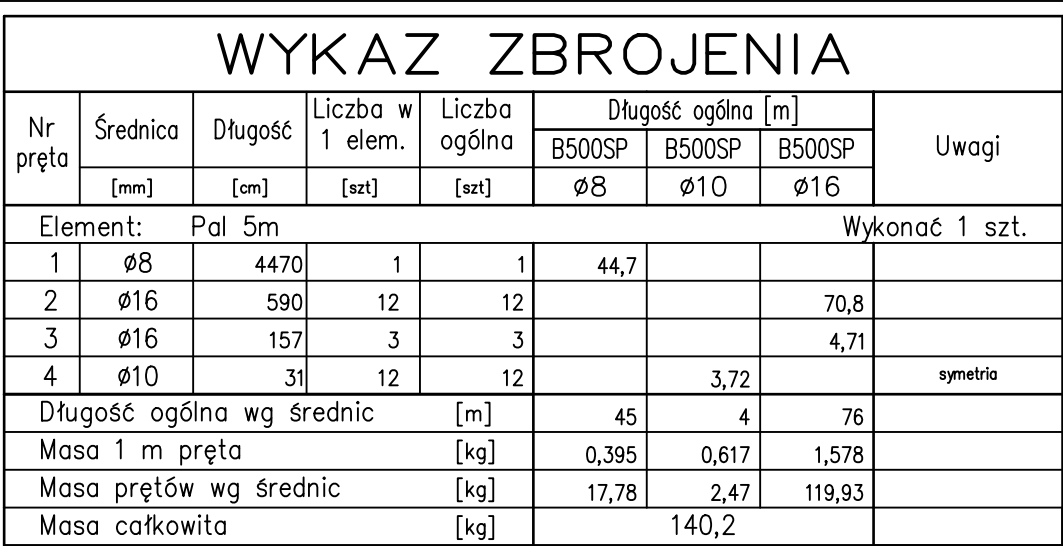 WYKAZ ZBROJENIA
Nr pręta Średnica Długość Liczba w 1 elem. Liczba ogólna Długość ogólna [m] Uwagi
B500SP B500SP B500SP
[mm] [cm] [szt] [szt] Ø8 Ø10 Ø16
Element: Pal 5m Wykonać 1 szt.
1 Ø8 4470 1 1 44,7
2 Ø16 590 12 12 70,8
3 Ø16 157 3 3 4,71
4 Ø10 31 12 12 3,72 symetria
Długość ogólna wg średnic [m] 45 4 76
Masa 1 m pręta [kg] 0,395 0,617 1,578
Masa prętów wg średnic [kg] 17,78 2,47 119,93
Masa całkowita [kg] 140,2